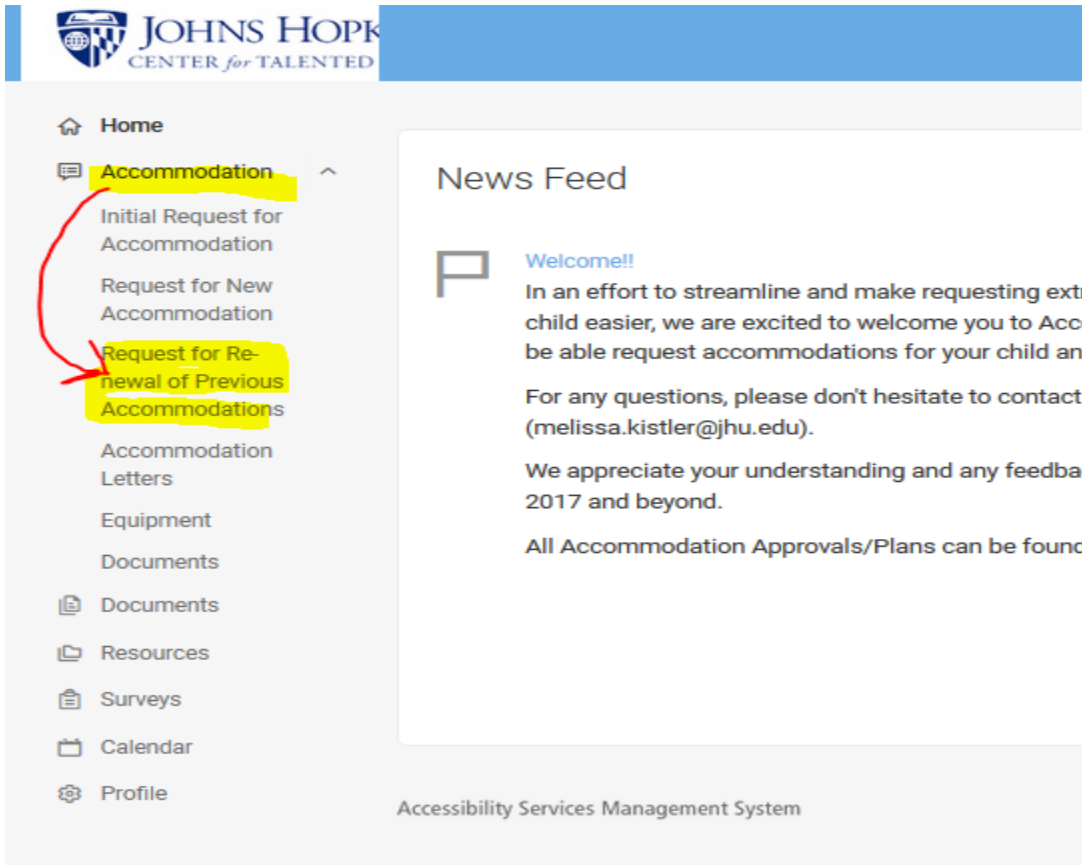 JOHNS HOPK
CENTER for TALENTED
Home
Accommodation
Initial Request for
Accommodation
Request for New
Accommodation
Request for Re-
newal of Previous
Accommodations
Accommodation
Letters
Equipment
Documents
Documents
Resources
Surveys
Calendar
Profile
News Feed
Welcome!!
In an effort to streamline and make requesting ext
child easier, we are excited to welcome you to Acc
be able request accommodations for your child an
For any questions, please don't hesitate to contact
(melissa.kistler@jhu.edu).
We appreciate your understanding and any feedba
2017 and beyond.
All Accommodation Approvals/Plans can be found
Accessibility Services Management System